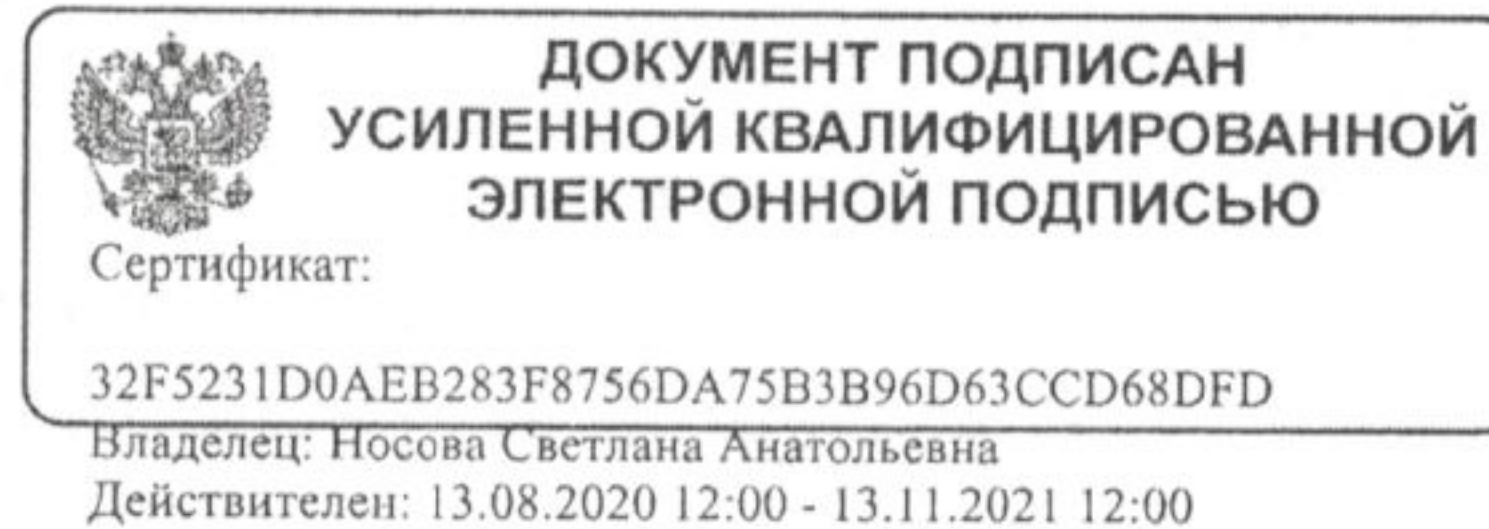 ДОКУМЕНТ ПОДПИСАН
УСИЛЕННОЙ КВАЛИФИЦИРОВАННОЙ
ЭЛЕКТРОННОЙ ПОДПИСЬЮ
Сертификат:
32F5231D0AEB283F8756DA75B3B96D63CCD68DFD
Владелец: Носова Светлана Анатольевна
Действителен: 13.08.2020 12:00 - 13.11.2021 12:00